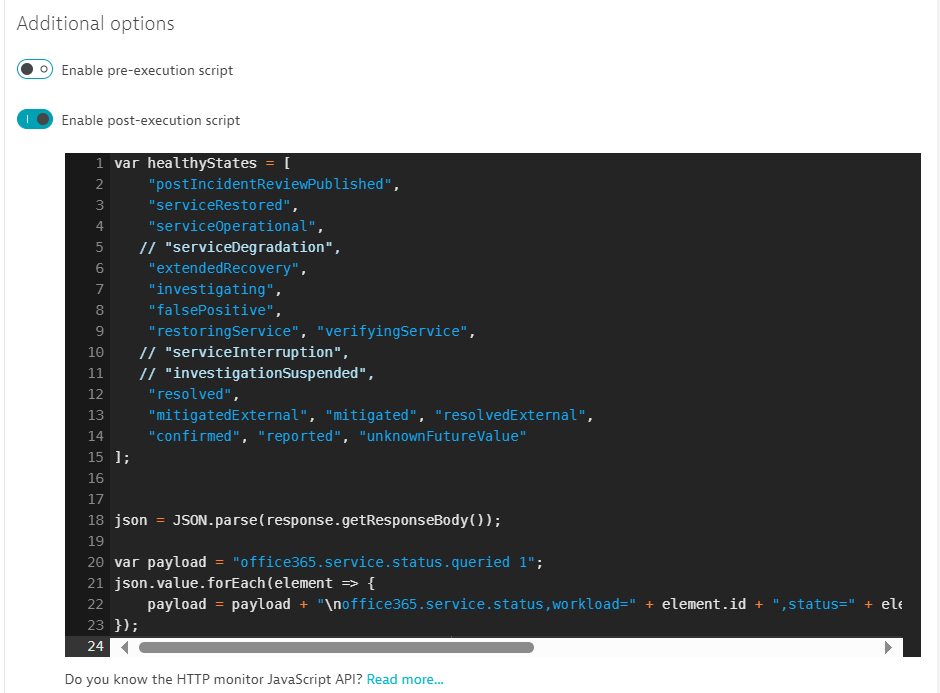 Additional options
Enable pre-execution script
Enable post-execution script
1 var healthyStates = [
2     "postIncidentReviewPublished",
3     "serviceRestored",
4     "serviceOperational",
5    // "serviceDegradation",
6     "extendedRecovery",
7     "investigating",
8     "falsePositive",
9     "restoringService", "verifyingService",
10    // "serviceInterruption",
11    // "investigationSuspended",
12     "resolved",
13     "mitigatedExternal", "mitigated", "resolvedExternal",
14     "confirmed", "reported", "unknownFutureValue"
15 ];
16
17
18 json = JSON.parse(response.getResponseBody());
19
20 var payload = "office365.service.status.queried 1";
21 json.value.forEach(element => {
22     payload = payload + "\noffice365.service.status,workload=" + element.id + ",status=" + ele
23 });
24
Do you know the HTTP monitor JavaScript API? Read more...